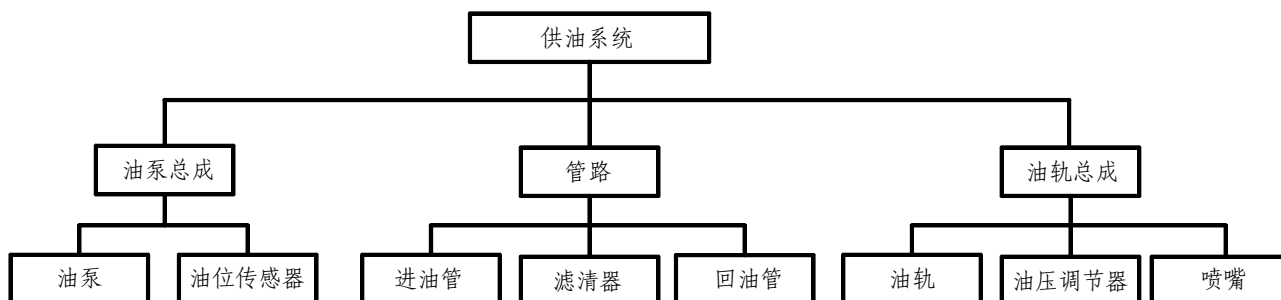 供油系统
油泵总成
管路
油轨总成
油泵
油位传感器
进油管
滤清器
回油管
油轨
油压调节器
喷嘴